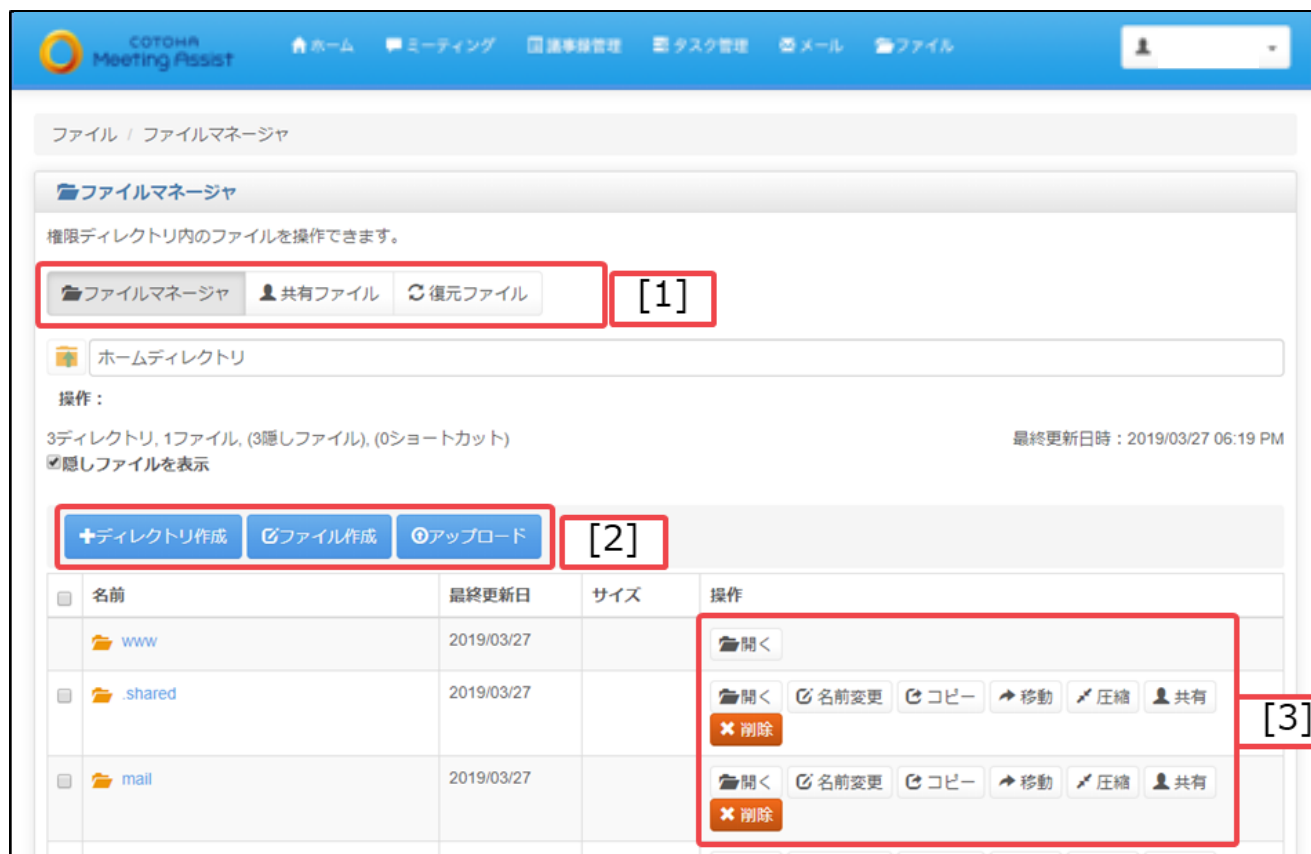 COTOHA
Meeting Assist
ホーム ミーティング 議事録管理 タスク管理 メール ファイル
ファイル / ファイルマネージャ
ファイルマネージャ
権限ディレクトリ内のファイルを操作できます。
ファイルマネージャ 共有ファイル 復元ファイル [1]
ホームディレクトリ
操作：
3ディレクトリ, 1ファイル, (3隠しファイル), (0ショートカット) 最終更新日時：2019/03/27 06:19 PM
隠しファイルを表示
ディレクトリ作成 ファイル作成 アップロード [2]
名前 最終更新日 サイズ 操作
www 2019/03/27 開く
.shared 2019/03/27 開く 名前変更 コピー 移動 圧縮 共有
削除 [3]
mail 2019/03/27 開く 名前変更 コピー 移動 圧縮 共有
削除